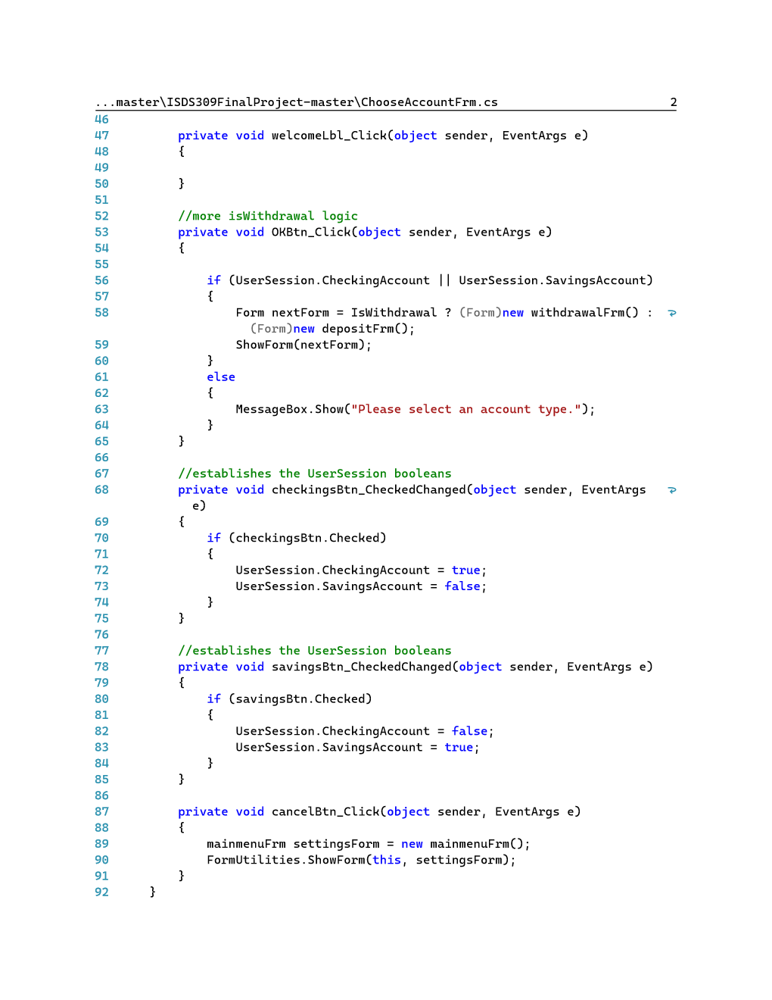 ...master\ISDS309FinalProject-master\ChooseAccountFrm.cs 2
46
47 private void welcomeLbl_Click(object sender, EventArgs e)
48 {
49
50 }
51
52 //more isWithdrawal logic
53 private void OKBtn_Click(object sender, EventArgs e)
54 {
55
56 if (UserSession.CheckingAccount || UserSession.SavingsAccount)
57 {
58 Form nextForm = IsWithdrawal ? (Form)new withdrawalFrm() :
(Form)new depositFrm();
59 ShowForm(nextForm);
60 }
61 else
62 {
63 MessageBox.Show("Please select an account type.");
64 }
65 }
66
67 //establishes the UserSession booleans
68 private void checkingsBtn_CheckedChanged(object sender, EventArgs
e)
69 {
70 if (checkingsBtn.Checked)
71 {
72 UserSession.CheckingAccount = true;
73 UserSession.SavingsAccount = false;
74 }
75 }
76
77 //establishes the UserSession booleans
78 private void savingsBtn_CheckedChanged(object sender, EventArgs e)
79 {
80 if (savingsBtn.Checked)
81 {
82 UserSession.CheckingAccount = false;
83 UserSession.SavingsAccount = true;
84 }
85 }
86
87 private void cancelBtn_Click(object sender, EventArgs e)
88 {
89 mainmenuFrm settingsForm = new mainmenuFrm();
90 FormUtilities.ShowForm(this, settingsForm);
91 }
92 }